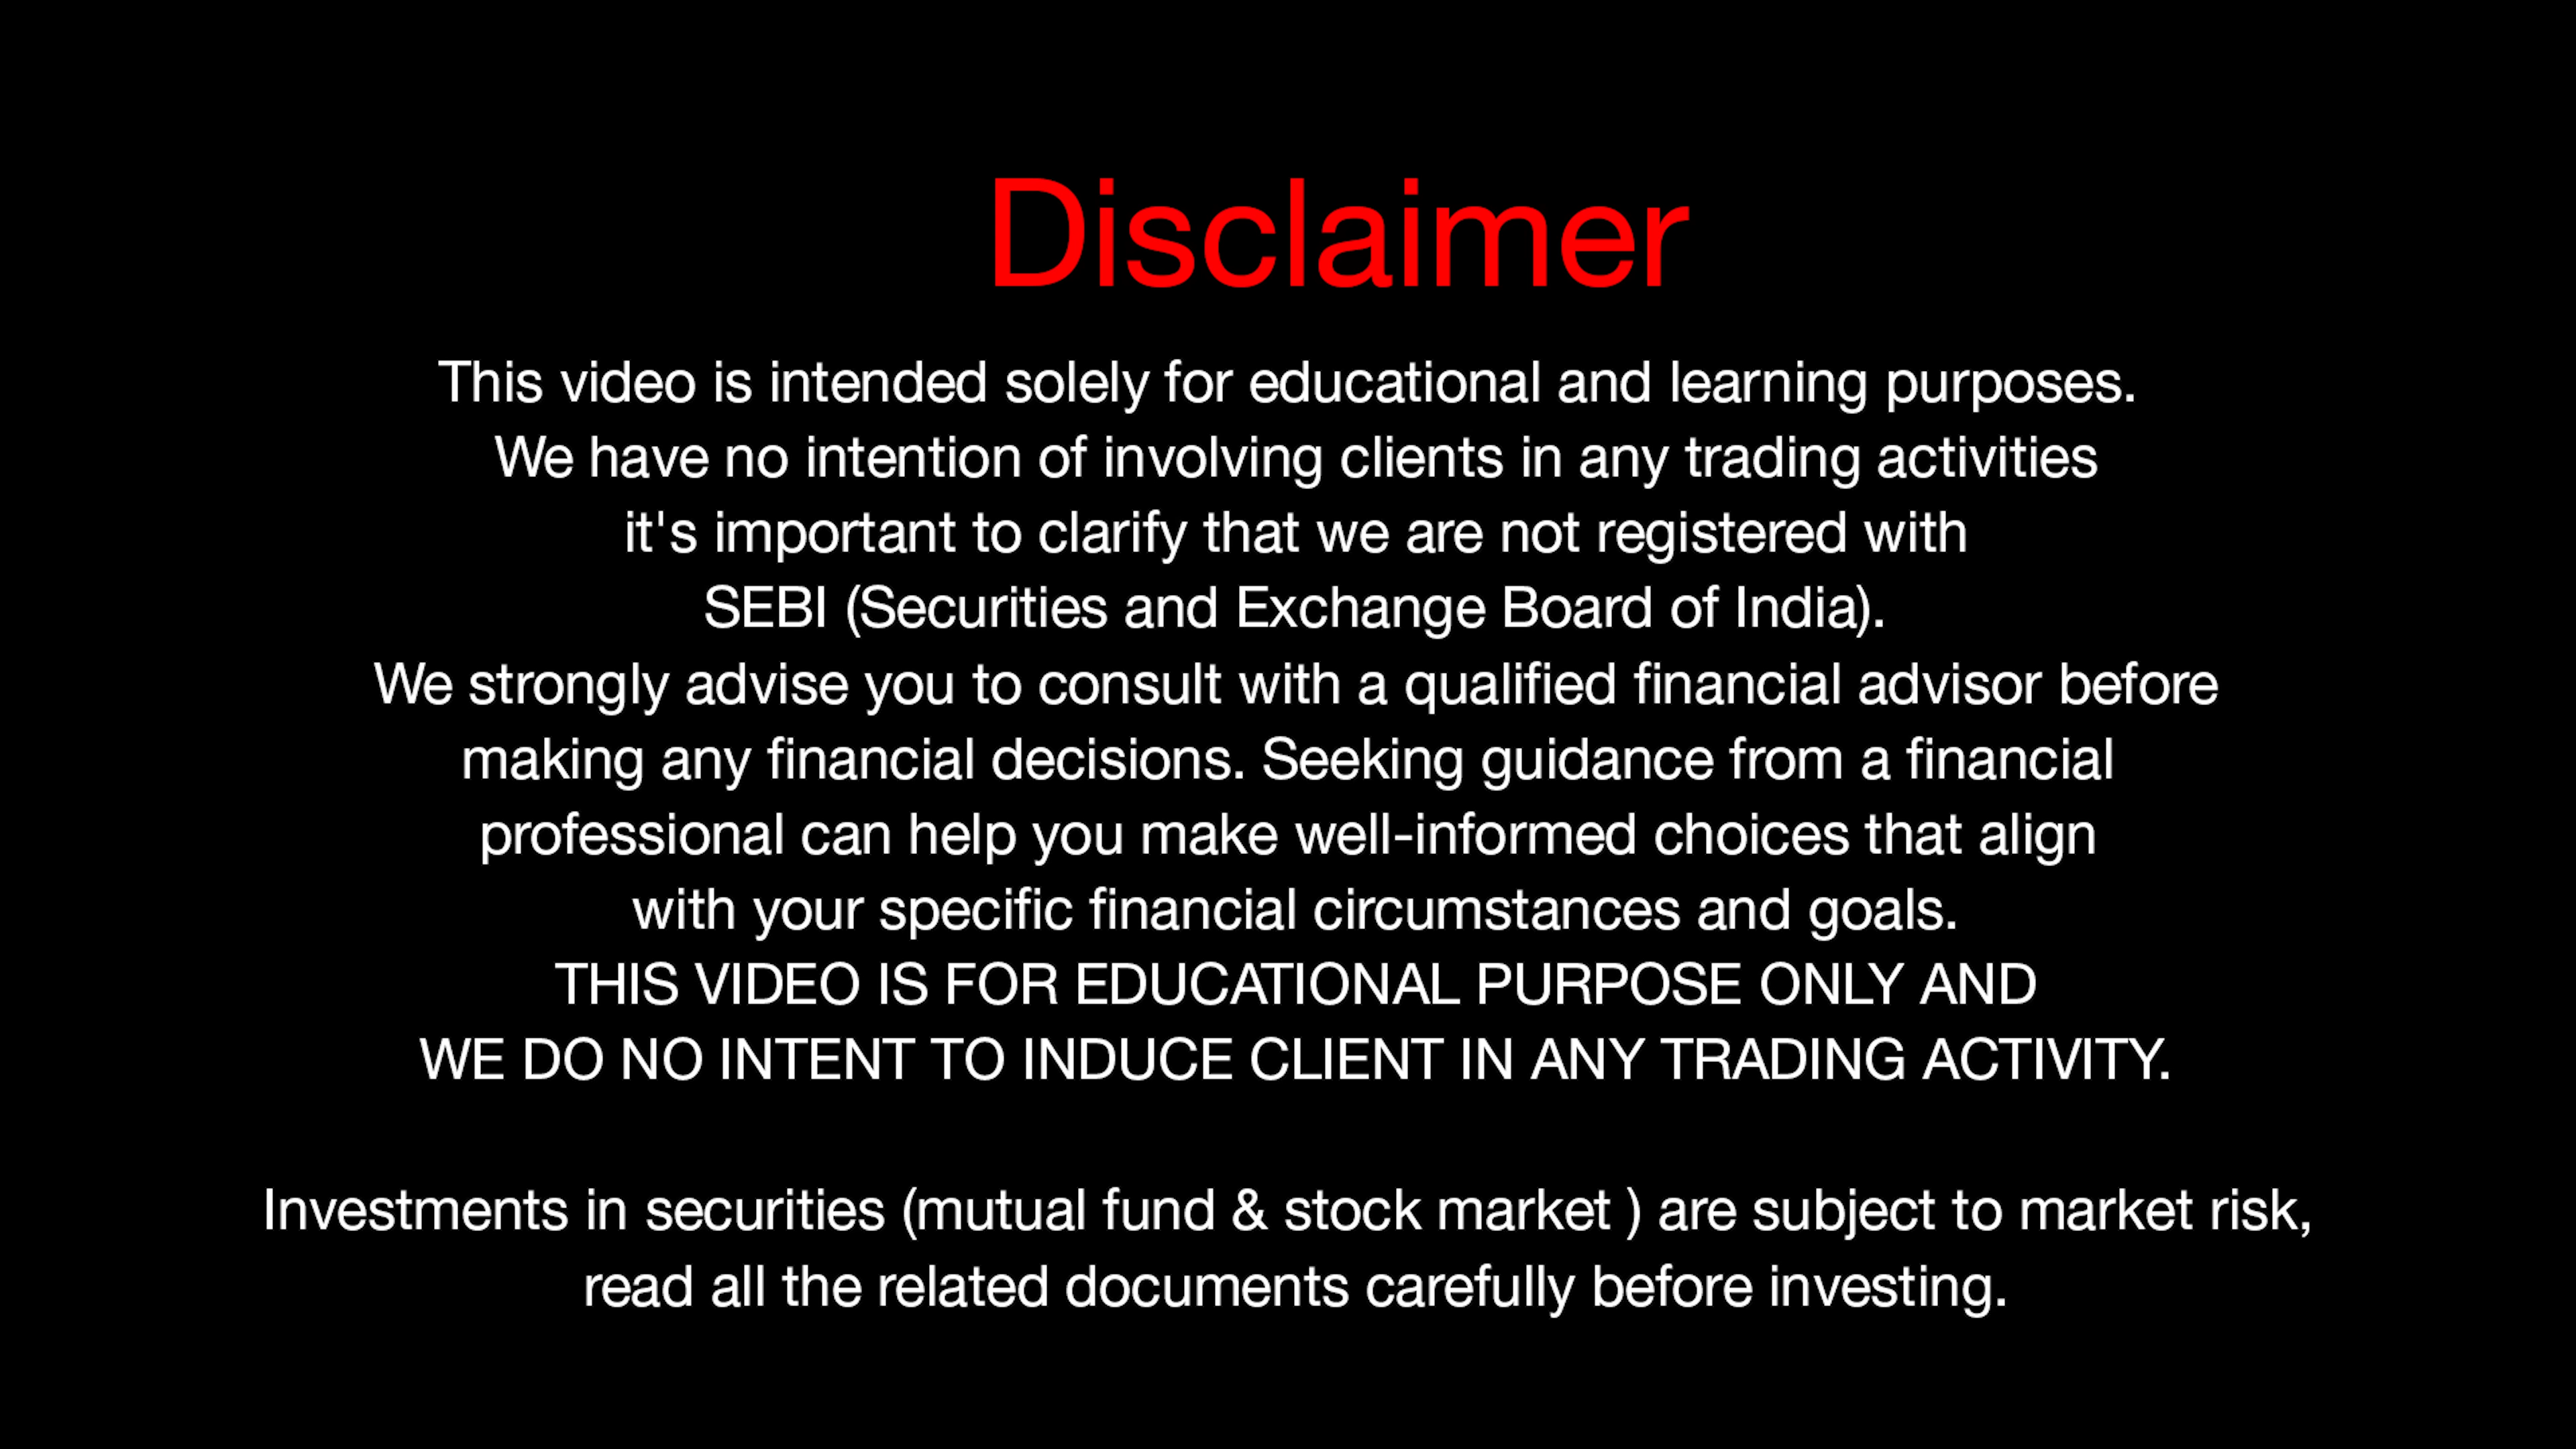 Disclaimer
This video is intended solely for educational and learning purposes.
We have no intention of involving clients in any trading activities
it's important to clarify that we are not registered with
SEBI (Securities and Exchange Board of India).
We strongly advise you to consult with a qualified financial advisor before
making any financial decisions. Seeking guidance from a financial
professional can help you make well-informed choices that align
with your specific financial circumstances and goals.
THIS VIDEO IS FOR EDUCATIONAL PURPOSE ONLY AND
WE DO NO INTENT TO INDUCE CLIENT IN ANY TRADING ACTIVITY.
Investments in securities (mutual fund & stock market ) are subject to market risk,
read all the related documents carefully before investing.